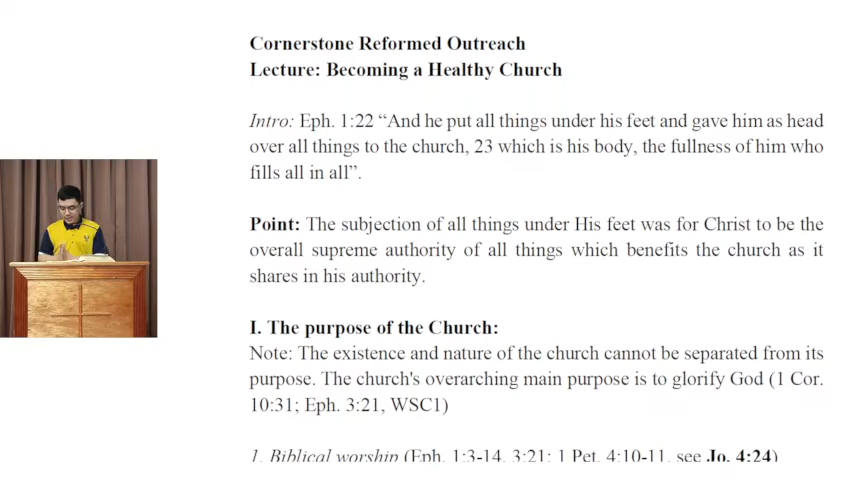 Cornerstone Reformed Outreach
Lecture: Becoming a Healthy Church
Intro: Eph. 1:22 “And he put all things under his feet and gave him as head
over all things to the church, 23 which is his body, the fullness of him who
fills all in all”.
Point: The subjection of all things under His feet was for Christ to be the
overall supreme authority of all things which benefits the church as it
shares in his authority.
I. The purpose of the Church:
Note: The existence and nature of the church cannot be separated from its
purpose. The church's overarching main purpose is to glorify God (1 Cor.
10:31; Eph. 3:21, WSC1)
1. Biblical worship (Eph. 1:3-14, 3:21; 1 Pet. 4:10-11, see Jo. 4:24)